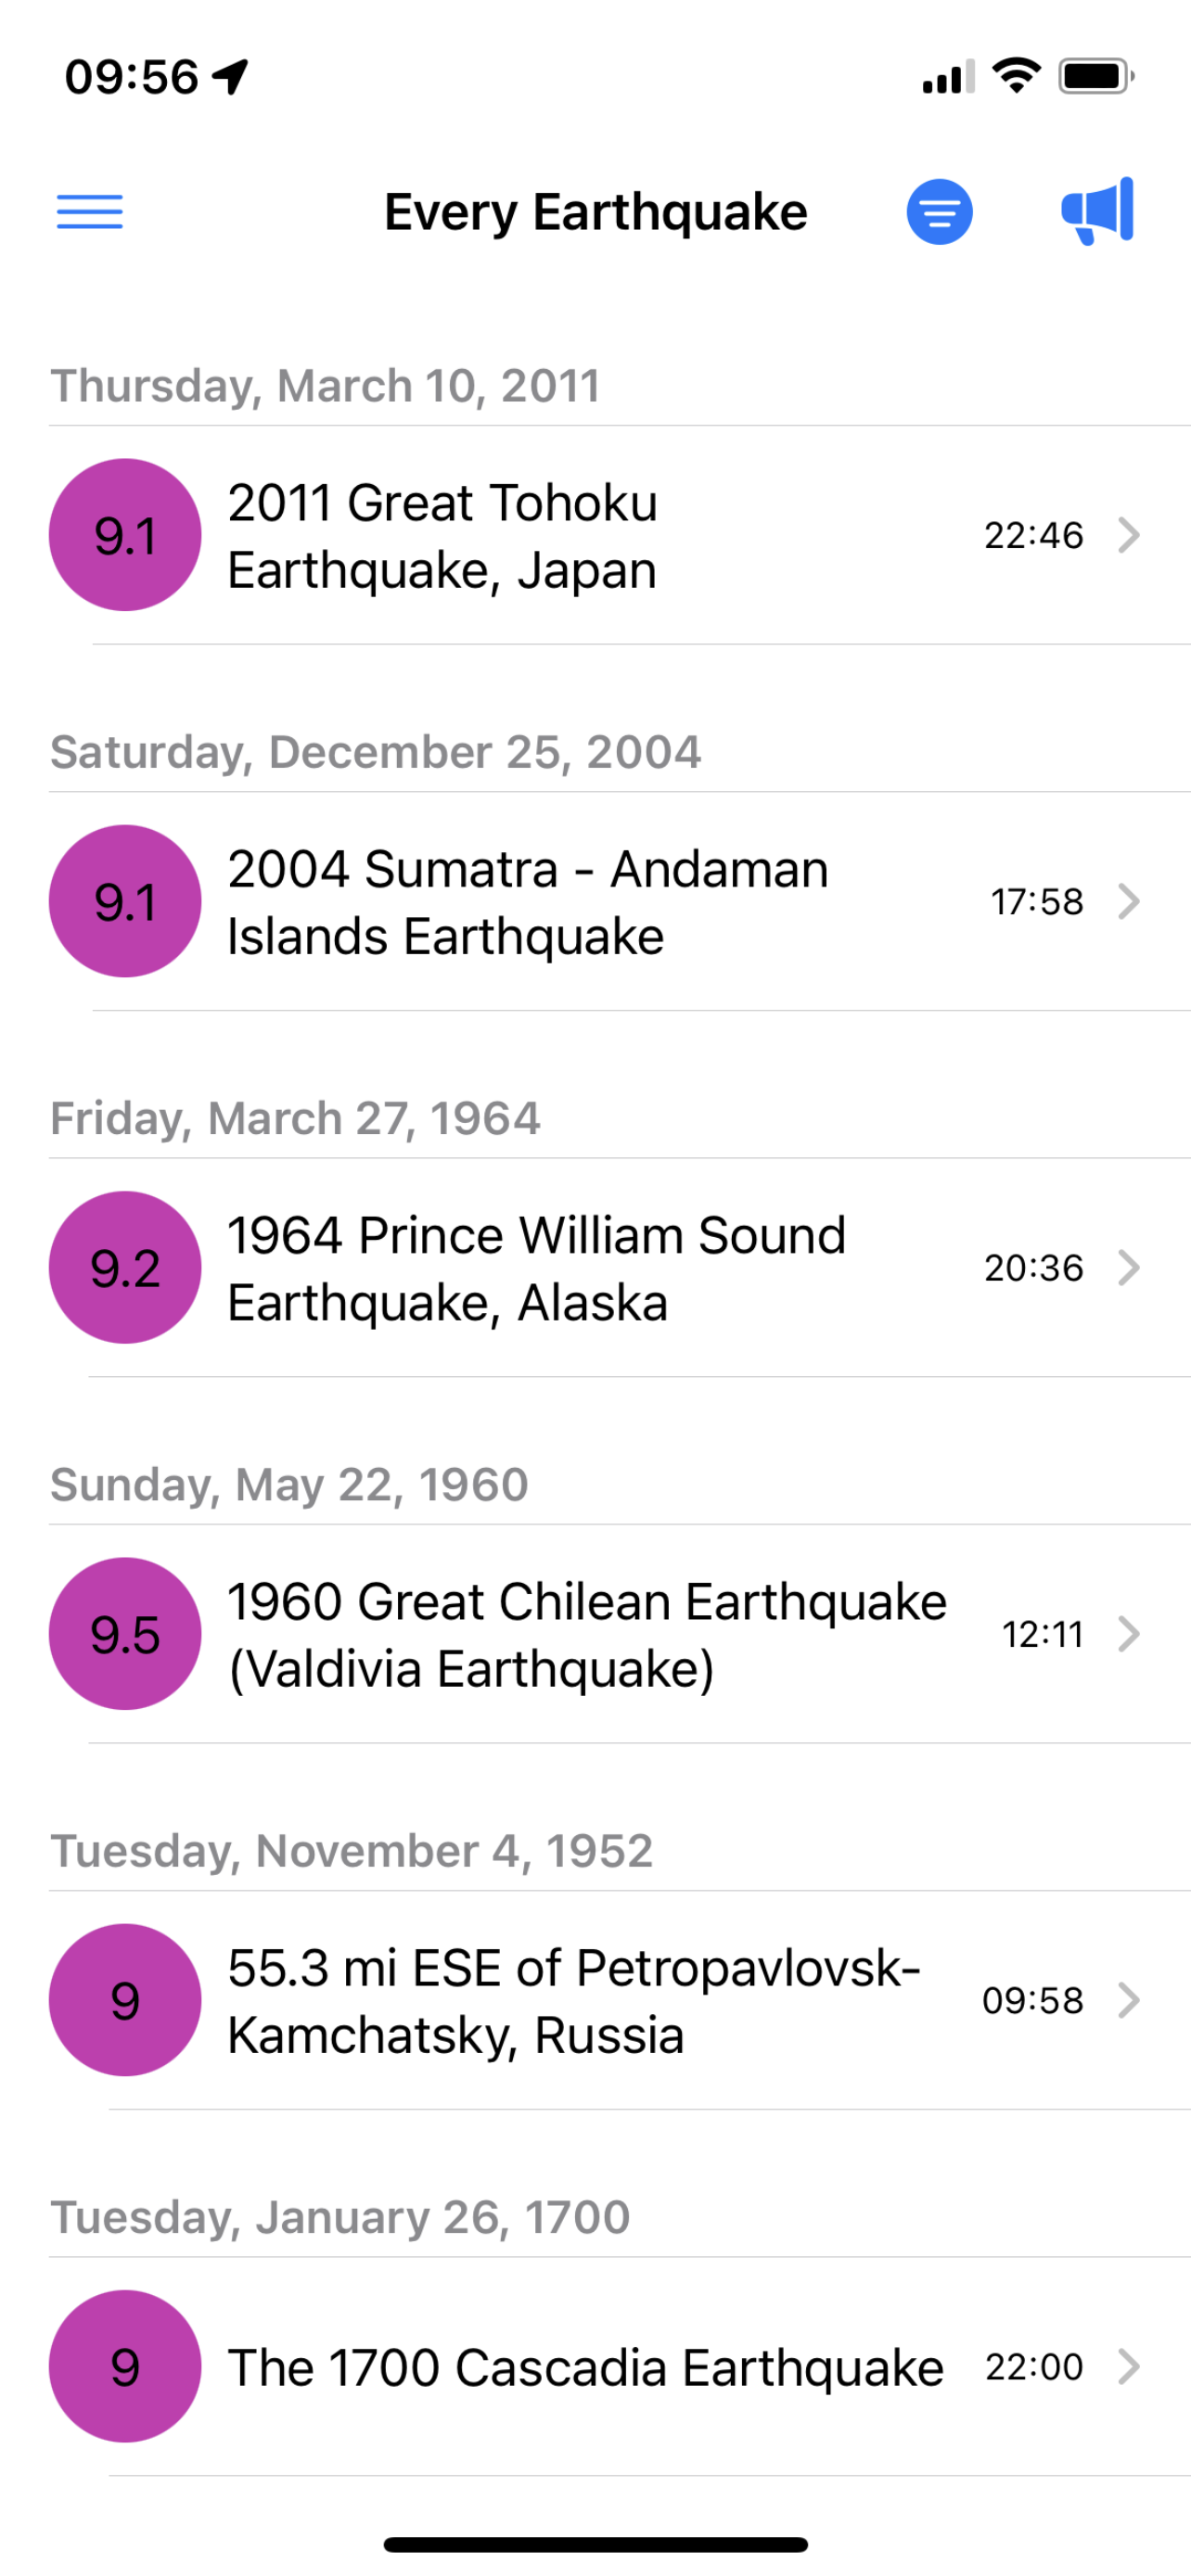 09:56
Every Earthquake
Thursday, March 10, 2011
9.1
2011 Great Tohoku
Earthquake, Japan
22:46
Saturday, December 25, 2004
9.1
2004 Sumatra - Andaman
Islands Earthquake
17:58
Friday, March 27, 1964
9.2
1964 Prince William Sound
Earthquake, Alaska
20:36
Sunday, May 22, 1960
9.5
1960 Great Chilean Earthquake
(Valdivia Earthquake)
12:11
Tuesday, November 4, 1952
9
55.3 mi ESE of Petropavlovsk-
Kamchatsky, Russia
09:58
Tuesday, January 26, 1700
9
The 1700 Cascadia Earthquake
22:00